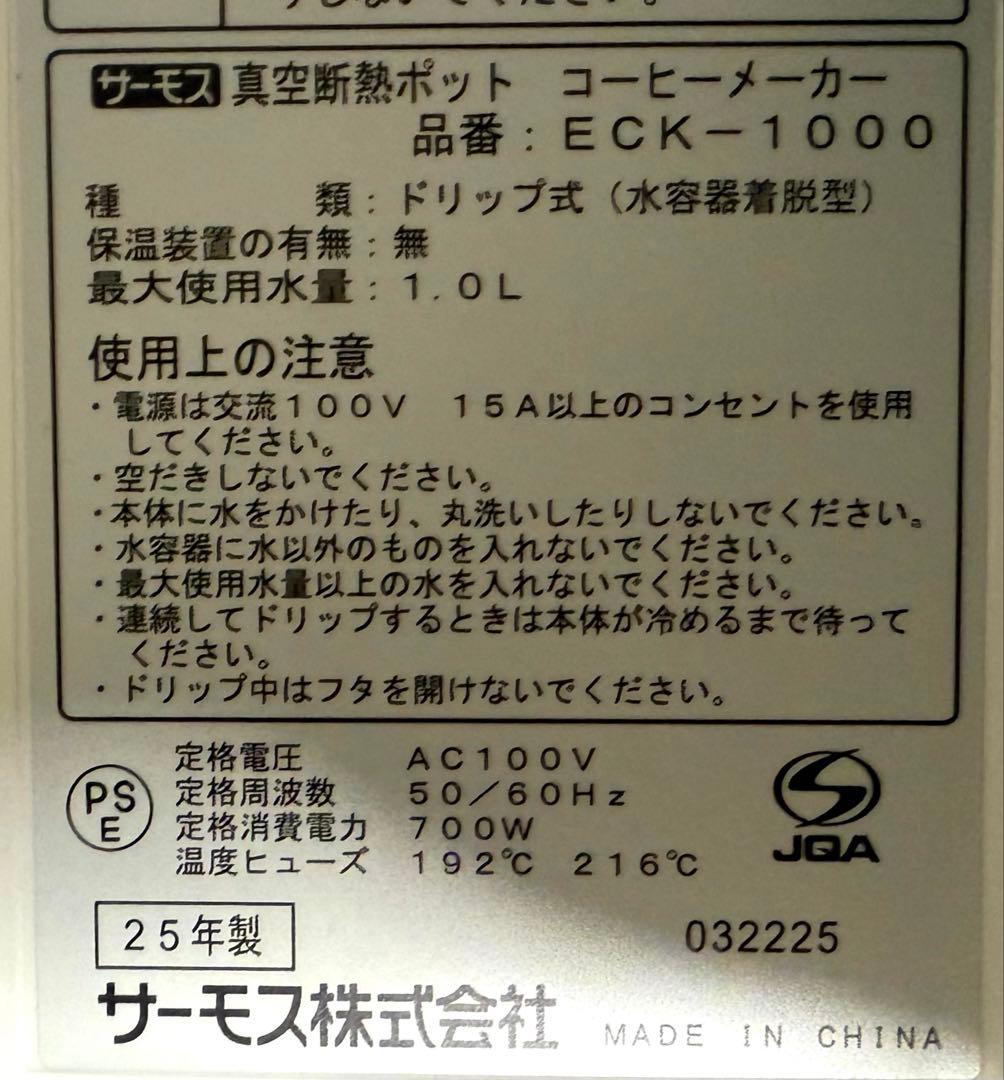 しないでください。
サーモス 真空断熱ポット　コーヒーメーカー
品番：ECK－1000
種　　　　　類：ドリップ式（水容器着脱型）
保温装置の有無：無
最大使用水量：1.0L
使用上の注意
・電源は交流100V　15A以上のコンセントを使用
してください。
・空だきしないでください。
・本体に水をかけたり、丸洗いしたりしないでください。
・水容器に水以外のものを入れないでください。
・最大使用水量以上の水を入れないでください。
・連続してドリップするときは本体が冷めるまで待って
ください。
・ドリップ中はフタを開けないでください。
PS
E
定格電圧　AC100V
定格周波数　50／60Hz
定格消費電力　700W
温度ヒューズ　192℃　216℃
JQA
25年製
032225
サーモス株式会社　MADE IN CHINA